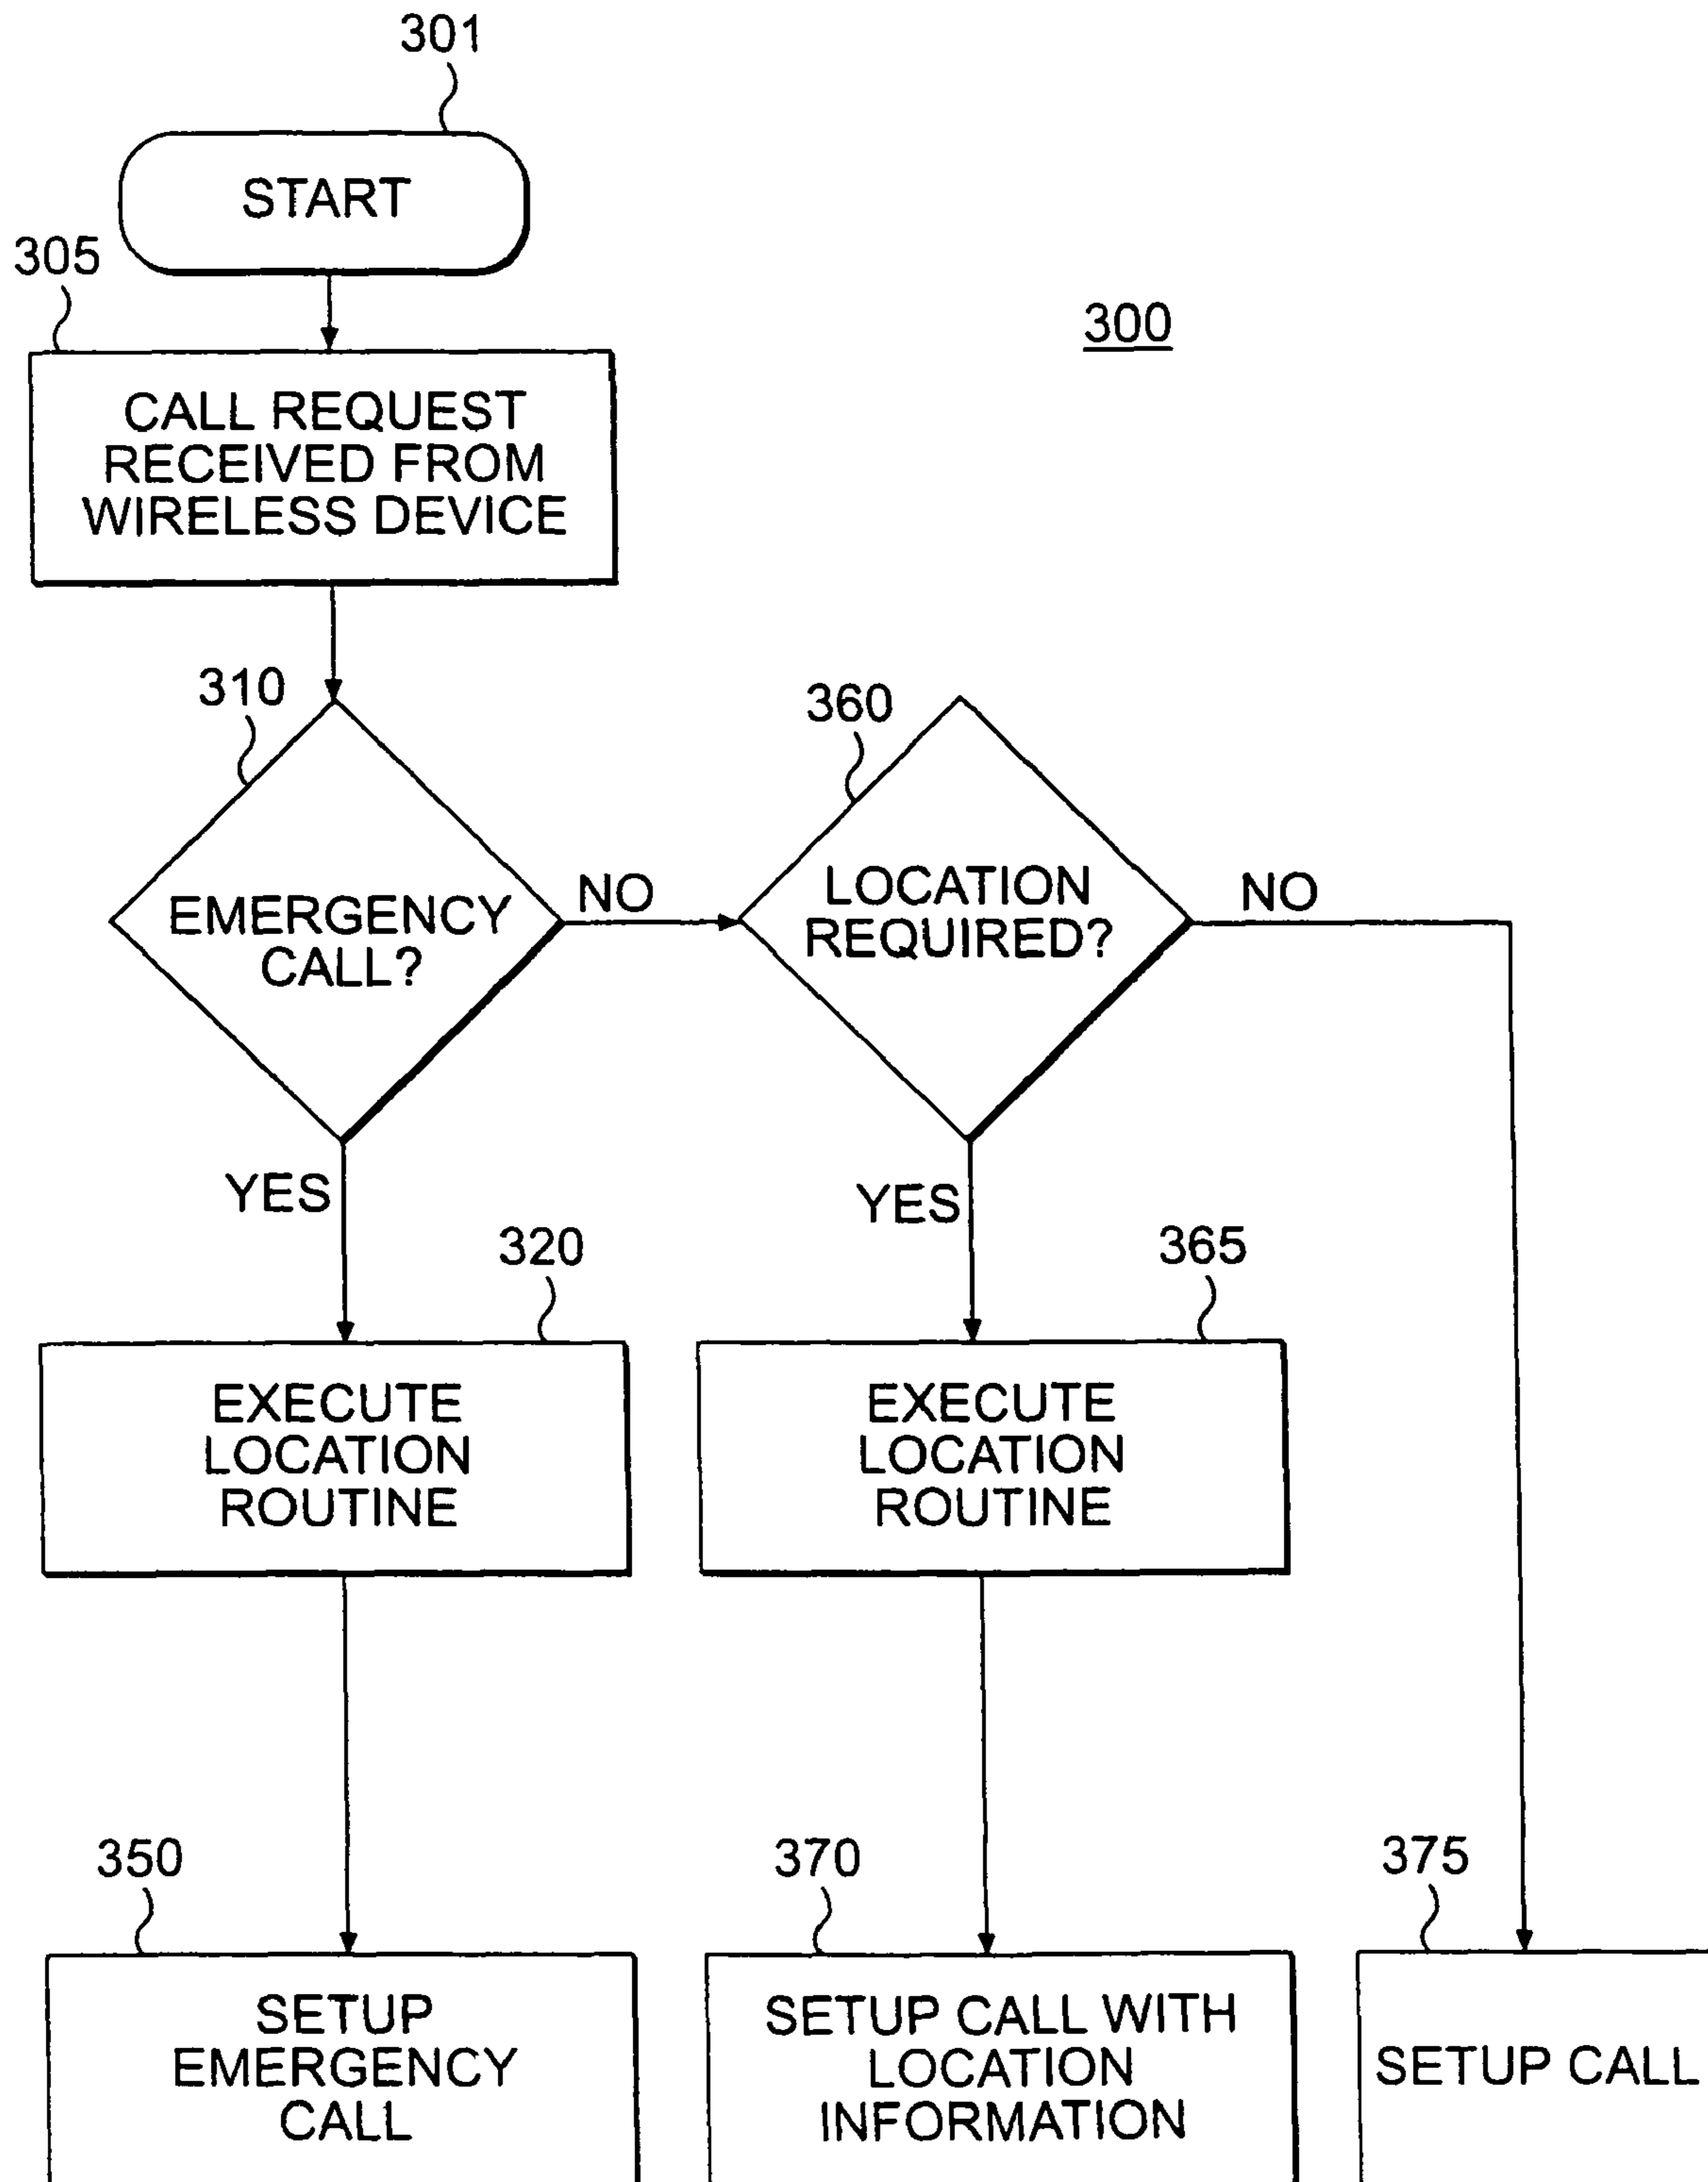 301
START
305
300
CALL REQUEST
RECEIVED FROM
WIRELESS DEVICE
310
360
EMERGENCY
CALL?
NO
LOCATION
REQUIRED?
NO
YES
YES
320
365
EXECUTE
LOCATION
ROUTINE
EXECUTE
LOCATION
ROUTINE
350
370
375
SETUP
EMERGENCY
CALL
SETUP CALL WITH
LOCATION
INFORMATION
SETUP CALL